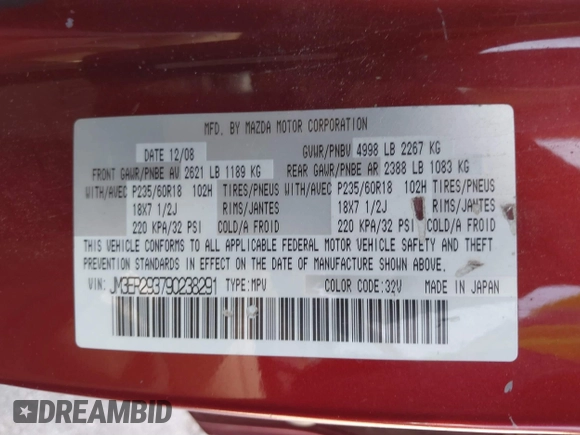 MFD. BY MAZDA MOTOR CORPORATION
DATE 12/08 GVWR/PNBV 4998 LB 2267 KG
FRONT GAWR/PNBE AV 2621 LB 1189 KG REAR GAWR/PNBE AR 2388 LB 1083 KG
WITH/AVEC P235/60R18 102H TIRES/PNEUS WITH/AVEC P235/60R18 102H TIRES/PNEUS
18X7 1/2J RIMS/JANTES 18X7 1/2J RIMS/JANTES
220 KPA/32 PSI COLD/A FROID 220 KPA/32 PSI COLD/A FROID
THIS VEHICLE CONFORMS TO ALL APPLICABLE FEDERAL MOTOR VEHICLE SAFETY AND THEFT
PREVENTION STANDARDS IN EFFECT ON THE DATE OF MANUFACTURE SHOWN ABOVE.
VIN: JM3ER293790238291 TYPE:MPV COLOR CODE:32V MADE IN JAPAN
DREAMBID